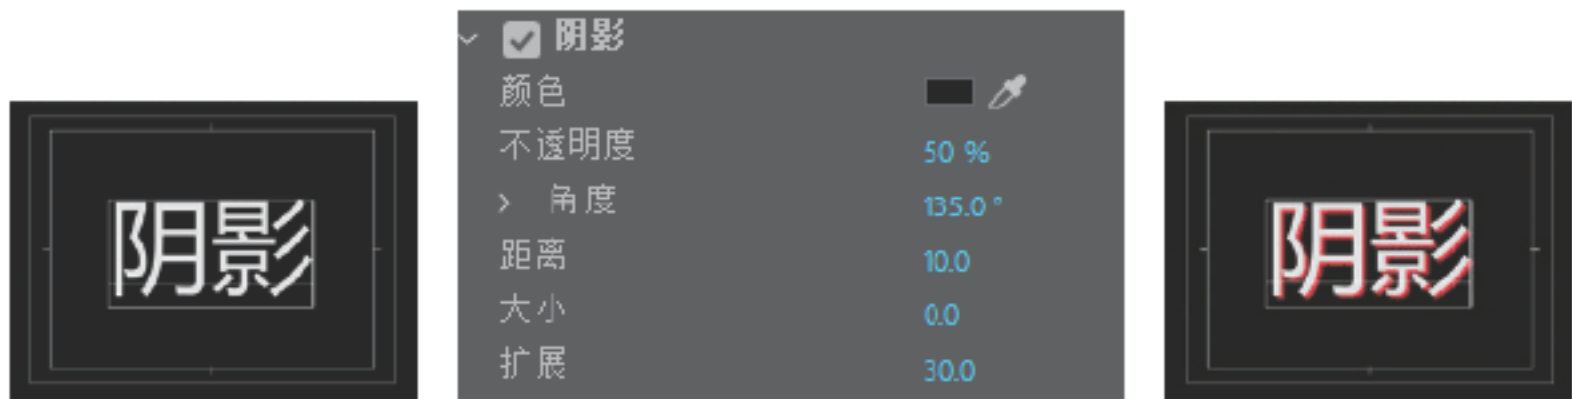 阴影
阴影
颜色
不透明度 50 %
角度 135.0 °
距离 10.0
大小 0.0
扩展 30.0
阴影